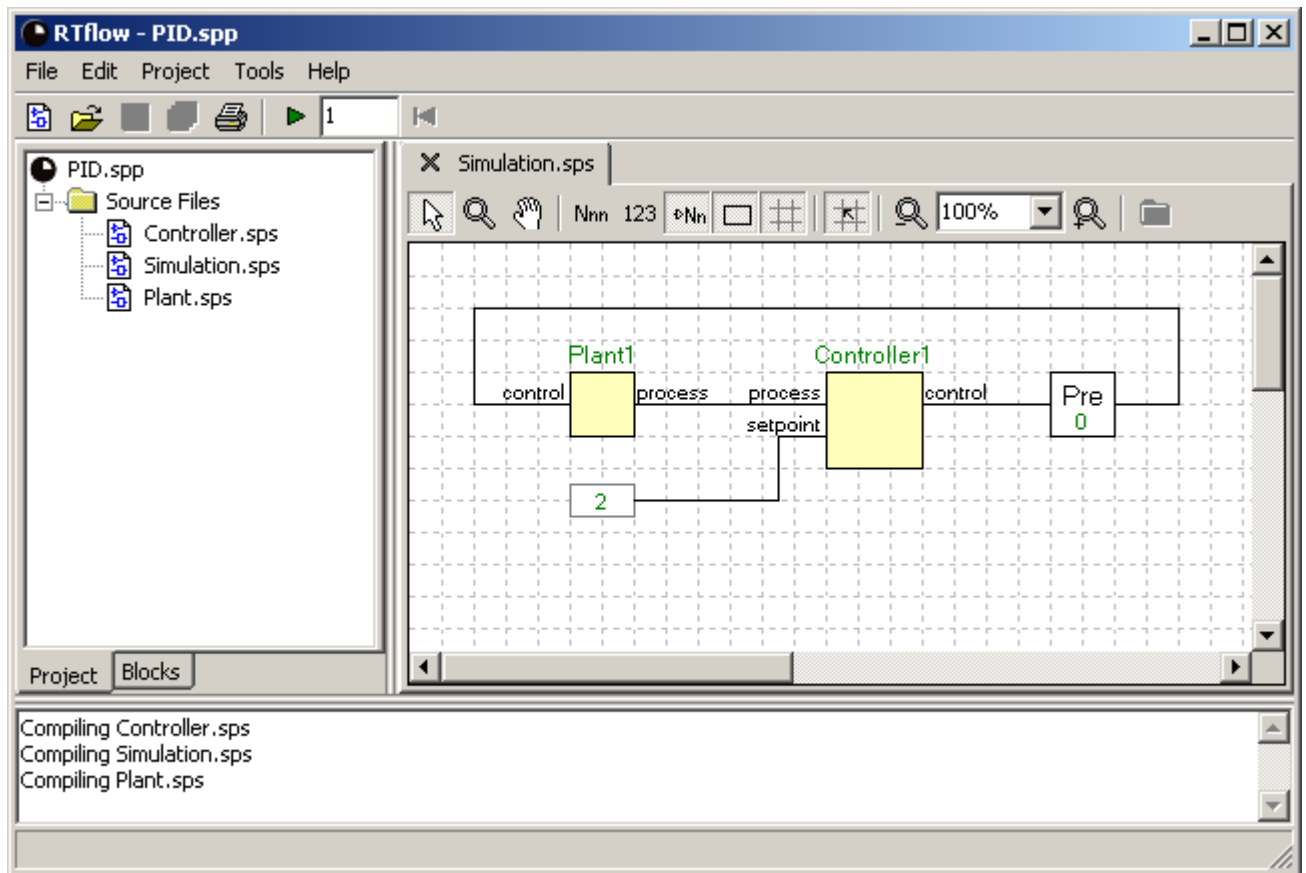 RTflow - PID.spp
File Edit Project Tools Help
1
PID.spp
Source Files
Controller.sps
Simulation.sps
Plant.sps
Project Blocks
Simulation.sps
Nnn 123 Nn 100%
Plant1 Controller1
control process process control Pre
setpoint 0
2
Compiling Controller.sps
Compiling Simulation.sps
Compiling Plant.sps